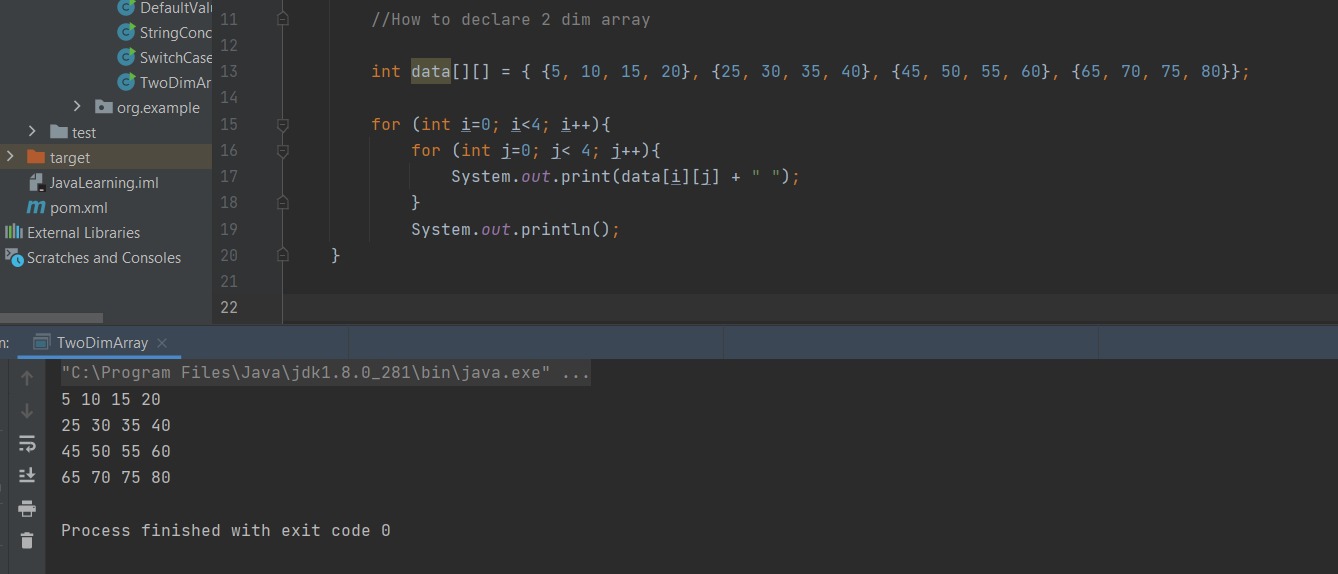 DefaultVal
StringConc
SwitchCase
TwoDimAr
org.example
test
target
JavaLearning.iml
pom.xml
External Libraries
Scratches and Consoles
11 //How to declare 2 dim array
12
13 int data[][] = { {5, 10, 15, 20}, {25, 30, 35, 40}, {45, 50, 55, 60}, {65, 70, 75, 80}};
14
15 for (int i=0; i<4; i++){
16 for (int j=0; j< 4; j++){
17 System.out.print(data[i][j] + " ");
18 }
19 System.out.println();
20 }
21
22
n: TwoDimArray
"C:\Program Files\Java\jdk1.8.0_281\bin\java.exe" ...
5 10 15 20
25 30 35 40
45 50 55 60
65 70 75 80
Process finished with exit code 0